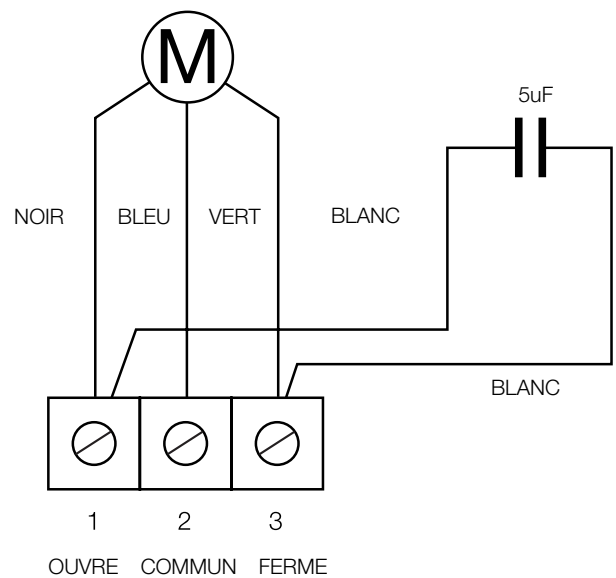 M
5uF
NOIR BLEU VERT BLANC
BLANC
1 2 3
OUVRE COMMUN FERME